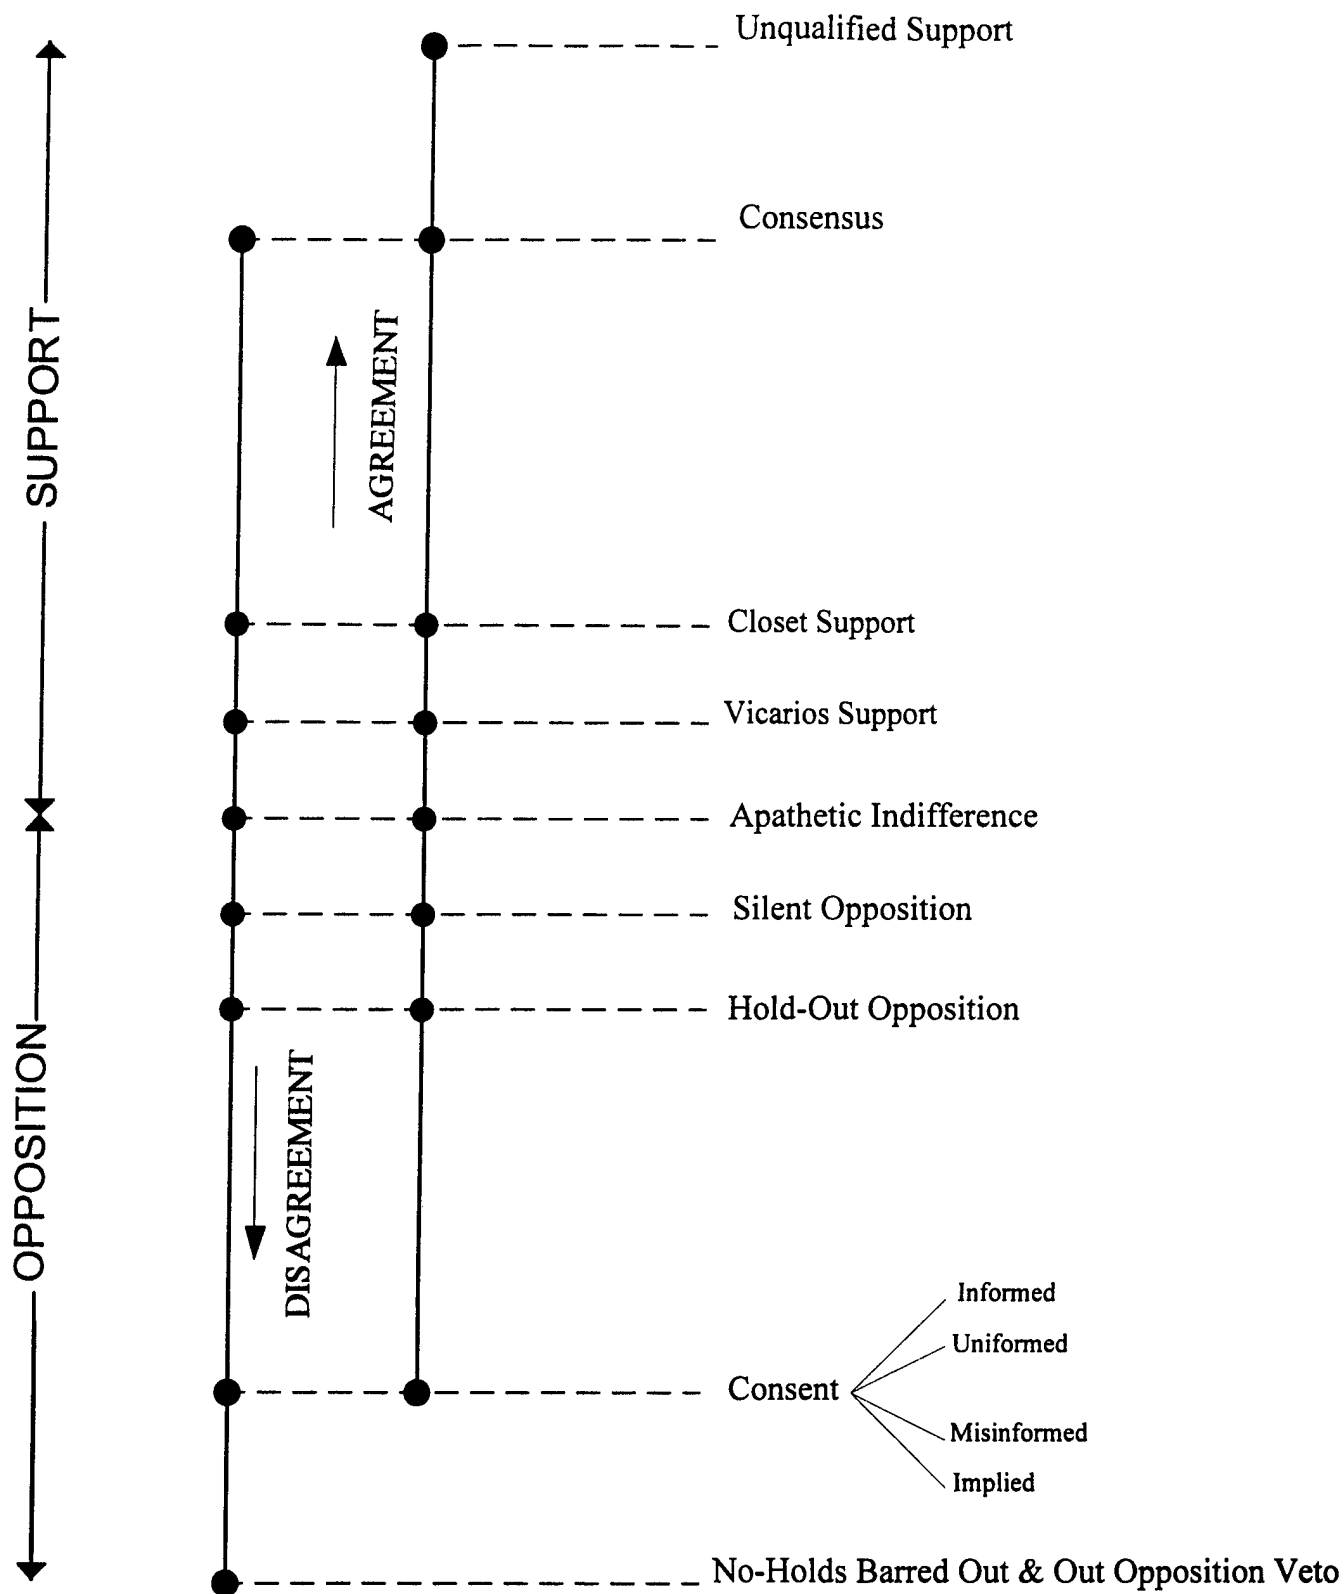 Unqualified Support
Consensus
SUPPORT
AGREEMENT
Closet Support
Vicarios Support
Apathetic Indifference
Silent Opposition
Hold-Out Opposition
OPPOSITION
DISAGREEMENT
Informed
Uniformed
Consent
Misinformed
Implied
No-Holds Barred Out & Out Opposition Veto